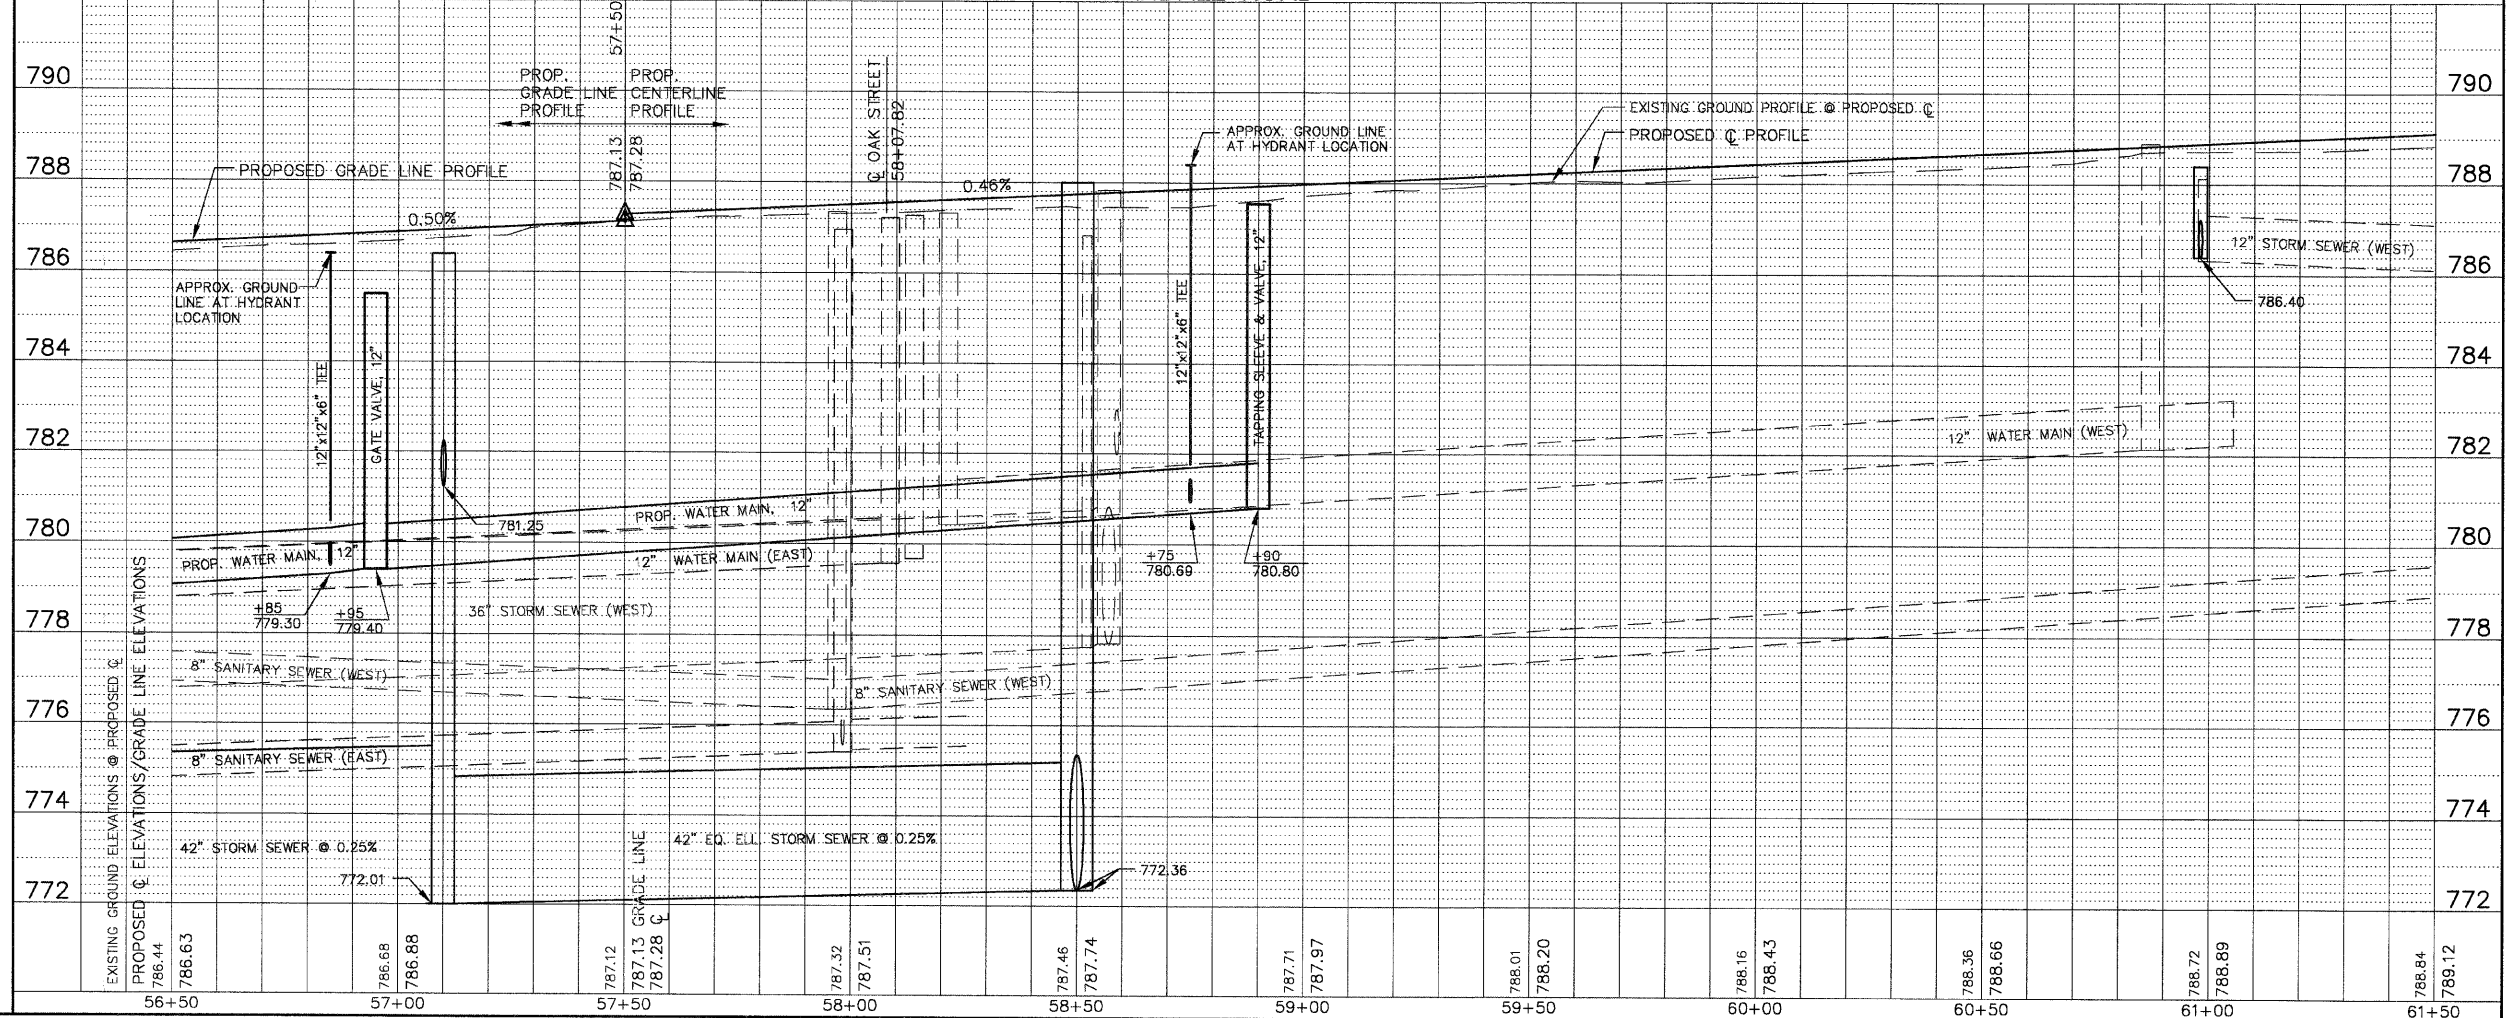 57+50
790
PROP.
GRADE LINE
PROFILE
PROP.
CENTERLINE
PROFILE
787.13
787.28
℄ OAK STREET
58+07.82
APPROX. GROUND LINE
AT HYDRANT LOCATION
EXISTING GROUND PROFILE @ PROPOSED ℄
PROPOSED ℄ PROFILE
790
788
PROPOSED GRADE LINE PROFILE
0.50%
0.46%
788
786
APPROX. GROUND
LINE AT HYDRANT
LOCATION
12" STORM SEWER (WEST)
786.40
786
784
12"x12"x6" TEE
GATE VALVE, 12"
12"x12"x6" TEE
TAPPING SLEEVE & VALVE, 12"
784
782
12" WATER MAIN (WEST)
782
781.25
PROP. WATER MAIN, 12"
780
PROP. WATER MAIN, 12"
12" WATER MAIN (EAST)
+75
780.69
+90
780.80
780
+85
779.30
+95
779.40
36" STORM SEWER (WEST)
778
778
8" SANITARY SEWER (WEST)
8" SANITARY SEWER (WEST)
776
776
8" SANITARY SEWER (EAST)
774
774
42" STORM SEWER @ 0.25%
42" EQ. ELL. STORM SEWER @ 0.25%
772.01
772.36
772
772
EXISTING GROUND ELEVATIONS @ PROPOSED ℄
PROPOSED ℄ ELEVATIONS/GRADE LINE ELEVATIONS
786.44
786.63
786.68
786.88
787.12
787.13 GRADE LINE
787.28 ℄
787.32
787.51
787.46
787.74
787.71
787.97
788.01
788.20
788.16
788.43
788.36
788.66
788.72
788.89
788.84
789.12
56+50
57+00
57+50
58+00
58+50
59+00
59+50
60+00
60+50
61+00
61+50